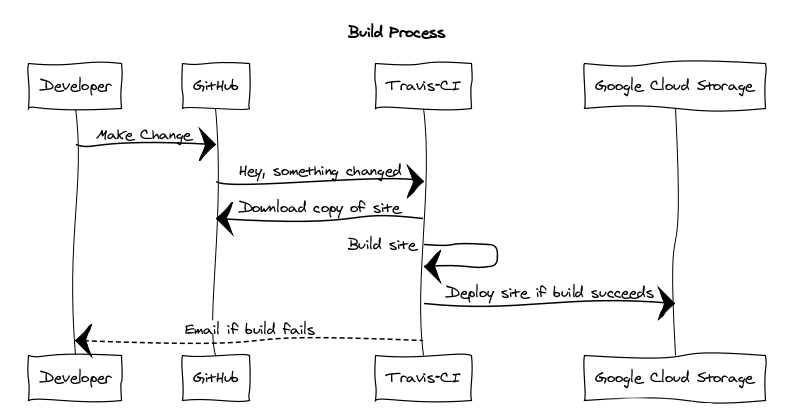 Build Process
Developer
GitHub
Travis-CI
Google Cloud Storage
Make Change
Hey, something changed
Download copy of site
Build site
Deploy site if build succeeds
Email if build fails
Developer
GitHub
Travis-CI
Google Cloud Storage